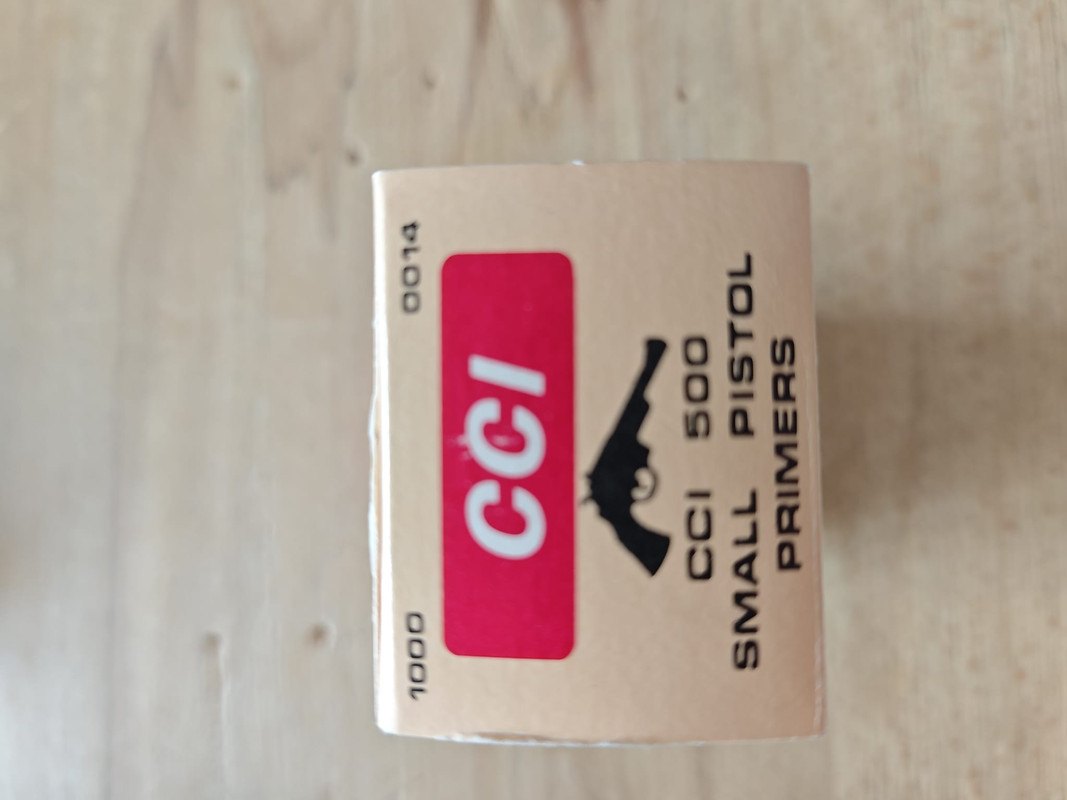 1000 0014
CCI
CCI 500
SMALL PISTOL
PRIMERS